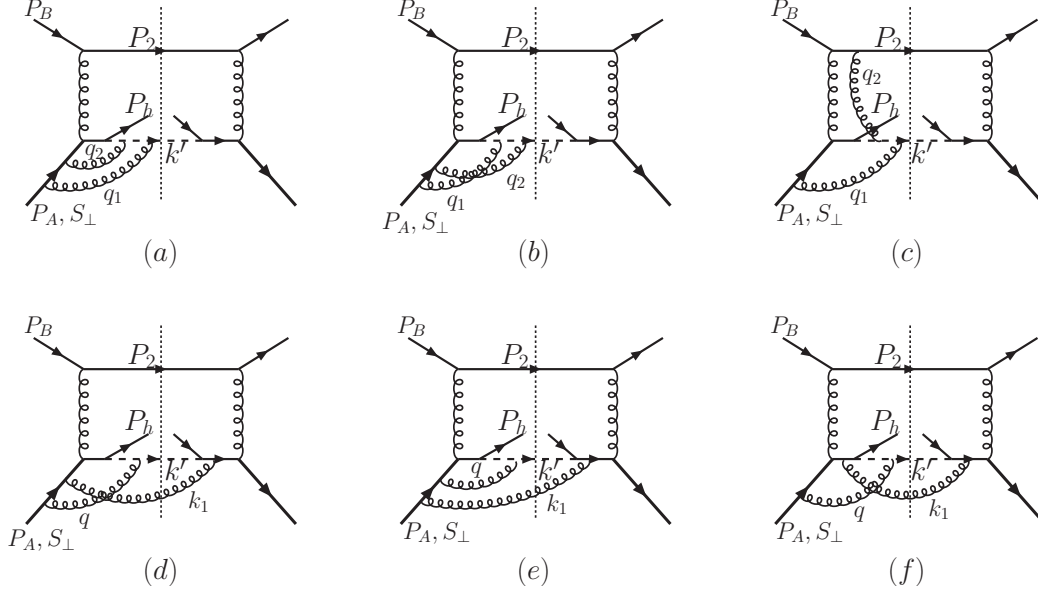 P_B P_2 P_h q_2 k' q_1 P_A, S_⊥
(a)
P_B P_2 P_h k' q_2 q_1 P_A, S_⊥
(b)
P_B P_2 q_2 P_h k' q_1 P_A, S_⊥
(c)
P_B P_2 P_h k' k_1 q P_A, S_⊥
(d)
P_B P_2 P_h q k' k_1 P_A, S_⊥
(e)
P_B P_2 P_h k' q k_1 P_A, S_⊥
(f)